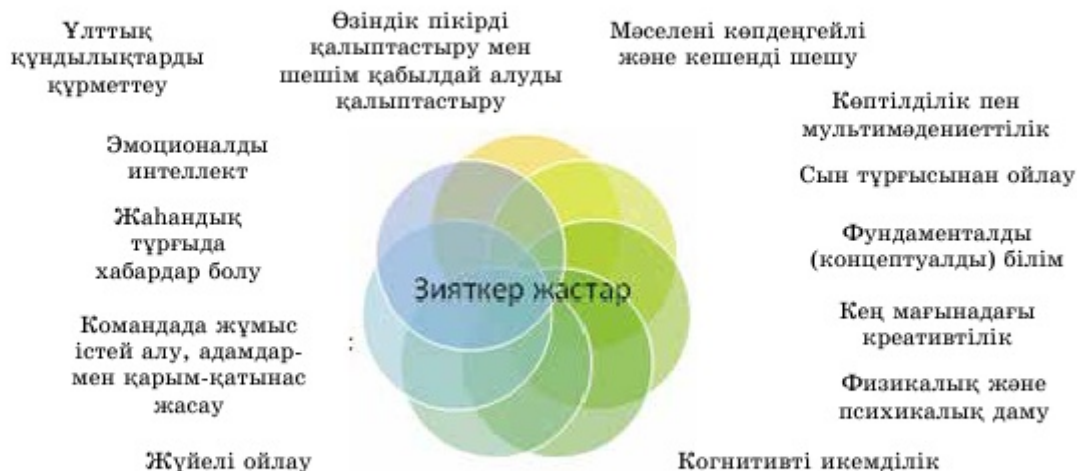 Ұлттық
құндылықтарды
құрметтеу
Өзіндік пікірді
қалыптастыру мен
шешім қабылдай алуды
қалыптастыру
Мәселені көпдеңгейлі
және кешенді шешу
Көптілділік пен
мультимәдениеттілік
Эмоционалды
интеллект
Сын тұрғысынан ойлау
Жаһандық
тұрғыда
хабардар болу
Фундаменталды
(концептуалды) білім
Зияткер жастар
Кең мағынадағы
креативтілік
Командада жұмыс
істей алу, адамдар-
мен қарым-қатынас
жасау
:
Физикалық және
психикалық даму
Жүйелі ойлау
Когнитивті икемділік